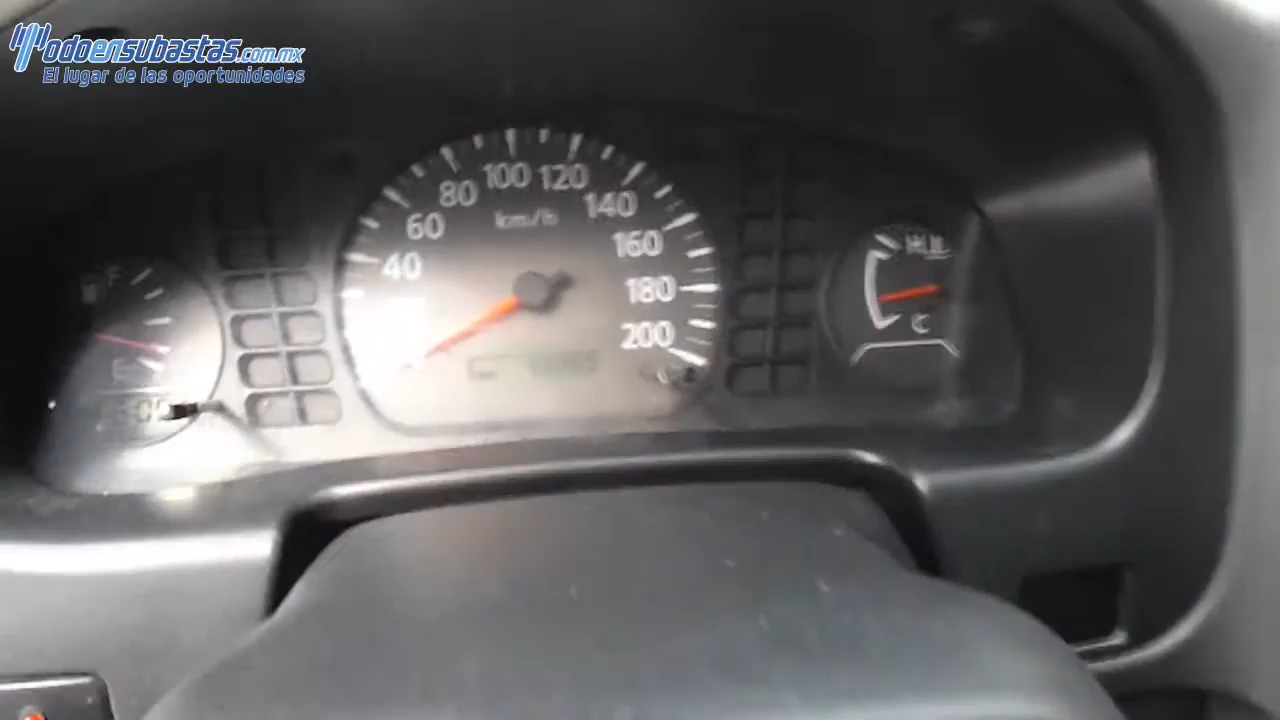 Todoensubastas.com.mx
El lugar de las oportunidades
100 120
80 140
km/h
60 160
40 180
200
F
E
H
C